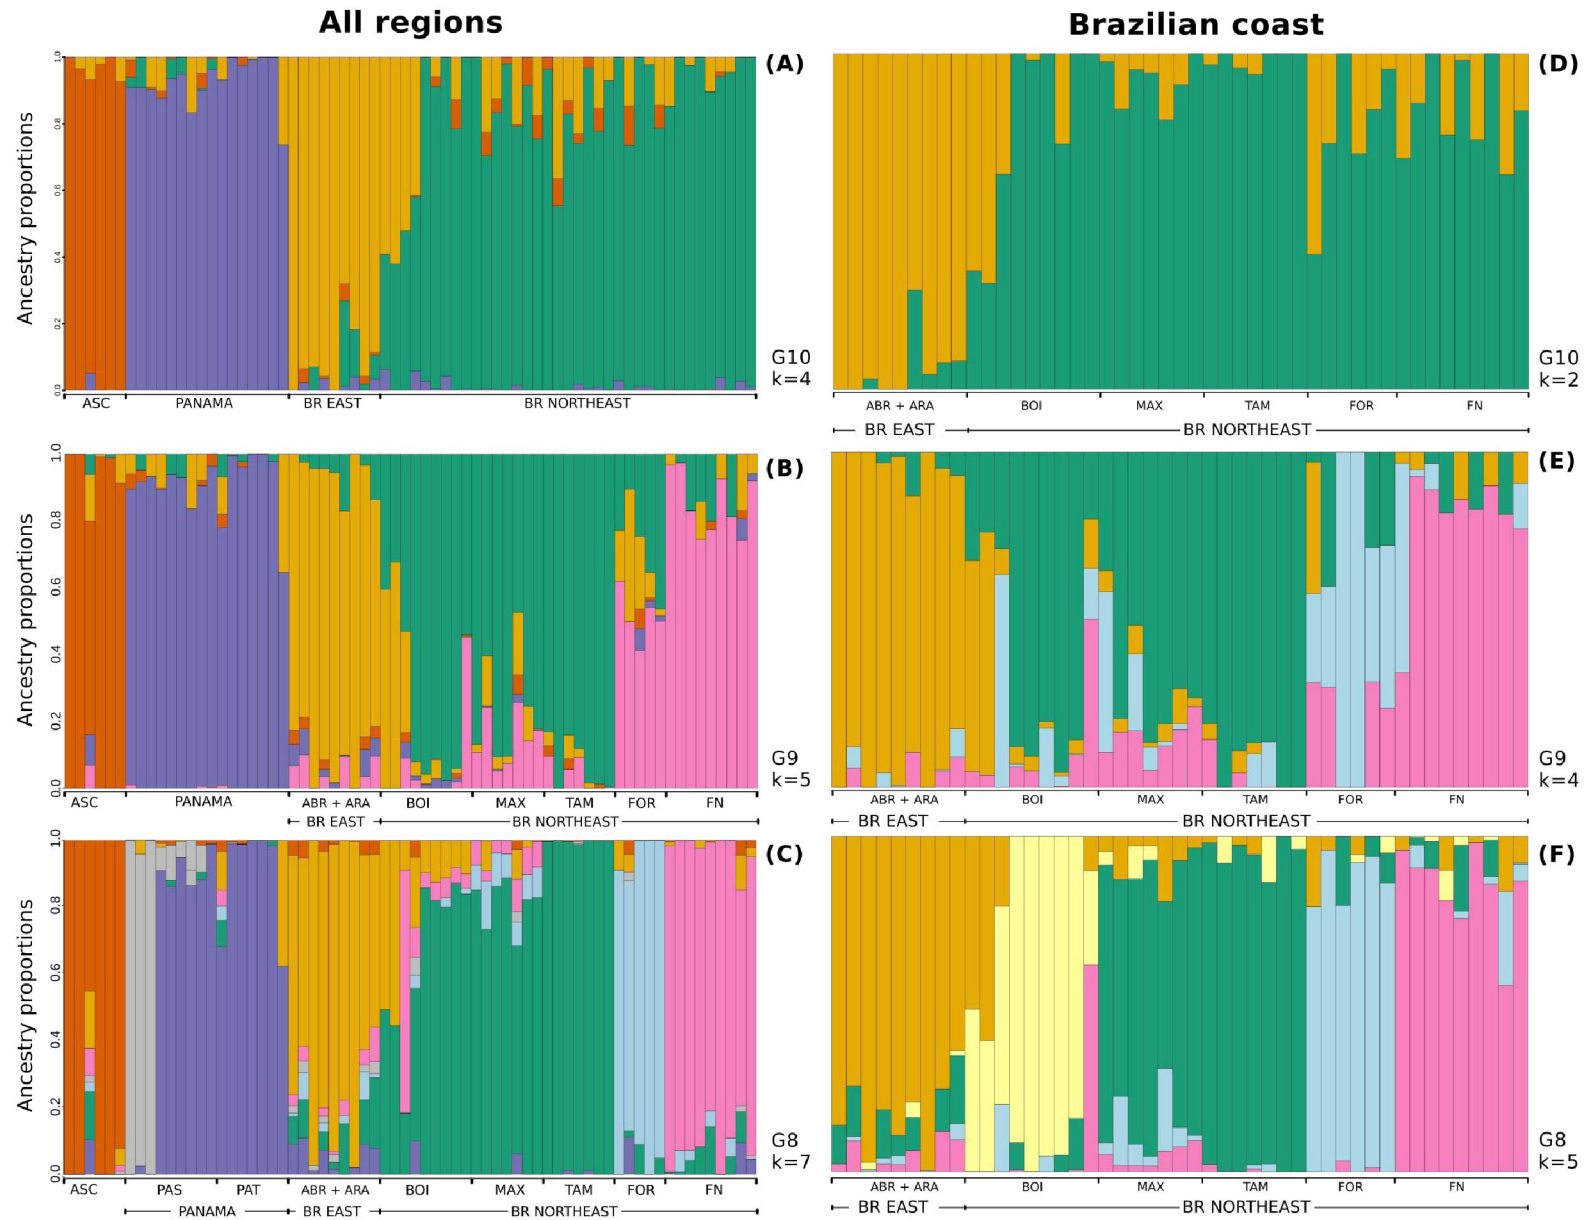 All regions
Brazilian coast
Ancestry proportions
1.0
0.8
0.6
0.4
0.2
0.0
(A)
G10
k=4
ASC PANAMA BR EAST BR NORTHEAST
(D)
G10
k=2
ABR + ARA BOI MAX TAM FOR FN
BR EAST BR NORTHEAST
Ancestry proportions
1.0
0.8
0.6
0.4
0.2
0.0
(B)
G9
k=5
ASC PANAMA ABR + ARA BOI MAX TAM FOR FN
BR EAST BR NORTHEAST
(E)
G9
k=4
ABR + ARA BOI MAX TAM FOR FN
BR EAST BR NORTHEAST
Ancestry proportions
1.0
0.8
0.6
0.4
0.2
0.0
(C)
G8
k=7
ASC PAS PAT ABR + ARA BOI MAX TAM FOR FN
PANAMA BR EAST BR NORTHEAST
(F)
G8
k=5
ABR + ARA BOI MAX TAM FOR FN
BR EAST BR NORTHEAST